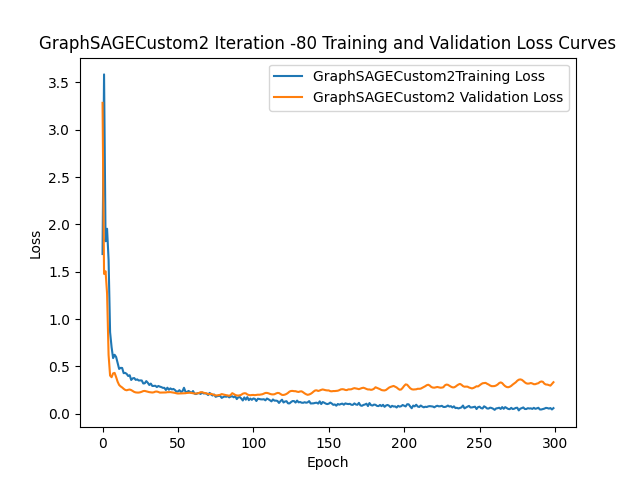 GraphSAGECustom2 Iteration -80 Training and Validation Loss Curves
GraphSAGECustom2Training Loss
GraphSAGECustom2 Validation Loss
3.5
3.0
2.5
2.0
1.5
1.0
0.5
0.0
Loss
0 50 100 150 200 250 300
Epoch